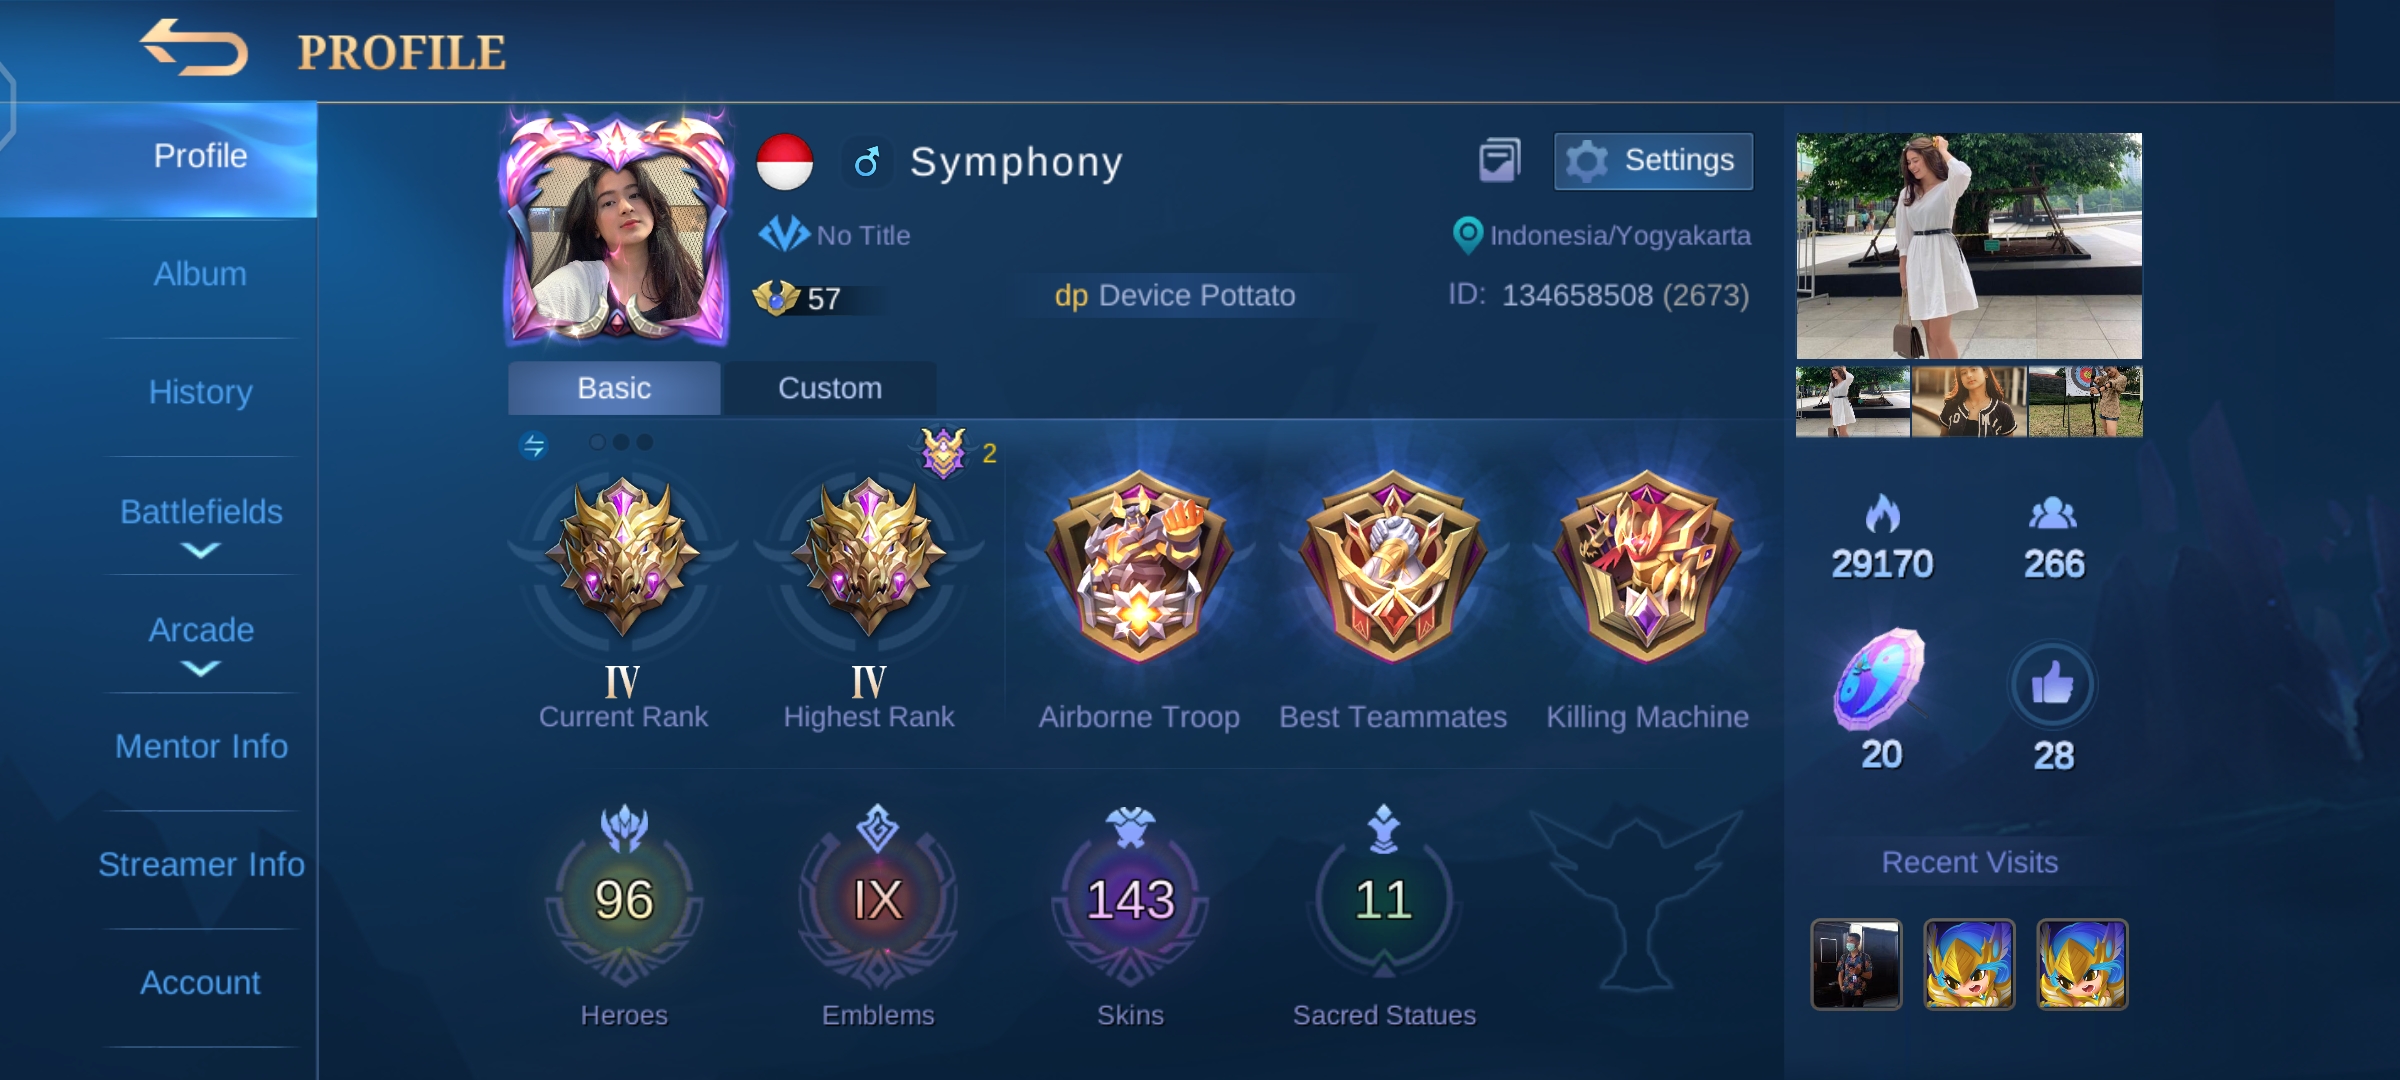 PROFILE
Profile
Album
History
Battlefields
Arcade
Mentor Info
Streamer Info
Account
Symphony
Settings
No Title
Indonesia/Yogyakarta
57
dp Device Pottato
ID: 134658508 (2673)
Basic
Custom
2
IV
IV
Current Rank
Highest Rank
Airborne Troop
Best Teammates
Killing Machine
96
IX
143
11
Heroes
Emblems
Skins
Sacred Statues
29170
266
20
28
Recent Visits